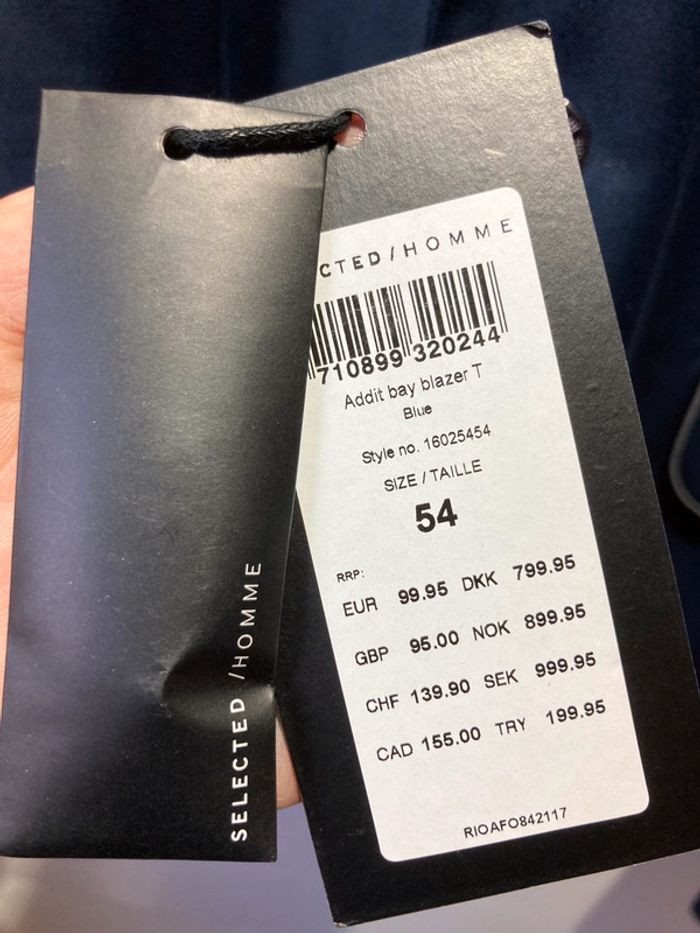 SELECTED /HOMME
CTED / HOMME
710899 320244
Addit bay blazer T
Blue
Style no. 16025454
SIZE / TAILLE
54
RRP:
EUR 99.95 DKK 799.95
GBP 95.00 NOK 899.95
CHF 139.90 SEK 999.95
CAD 155.00 TRY 199.95
RIOAFO842117